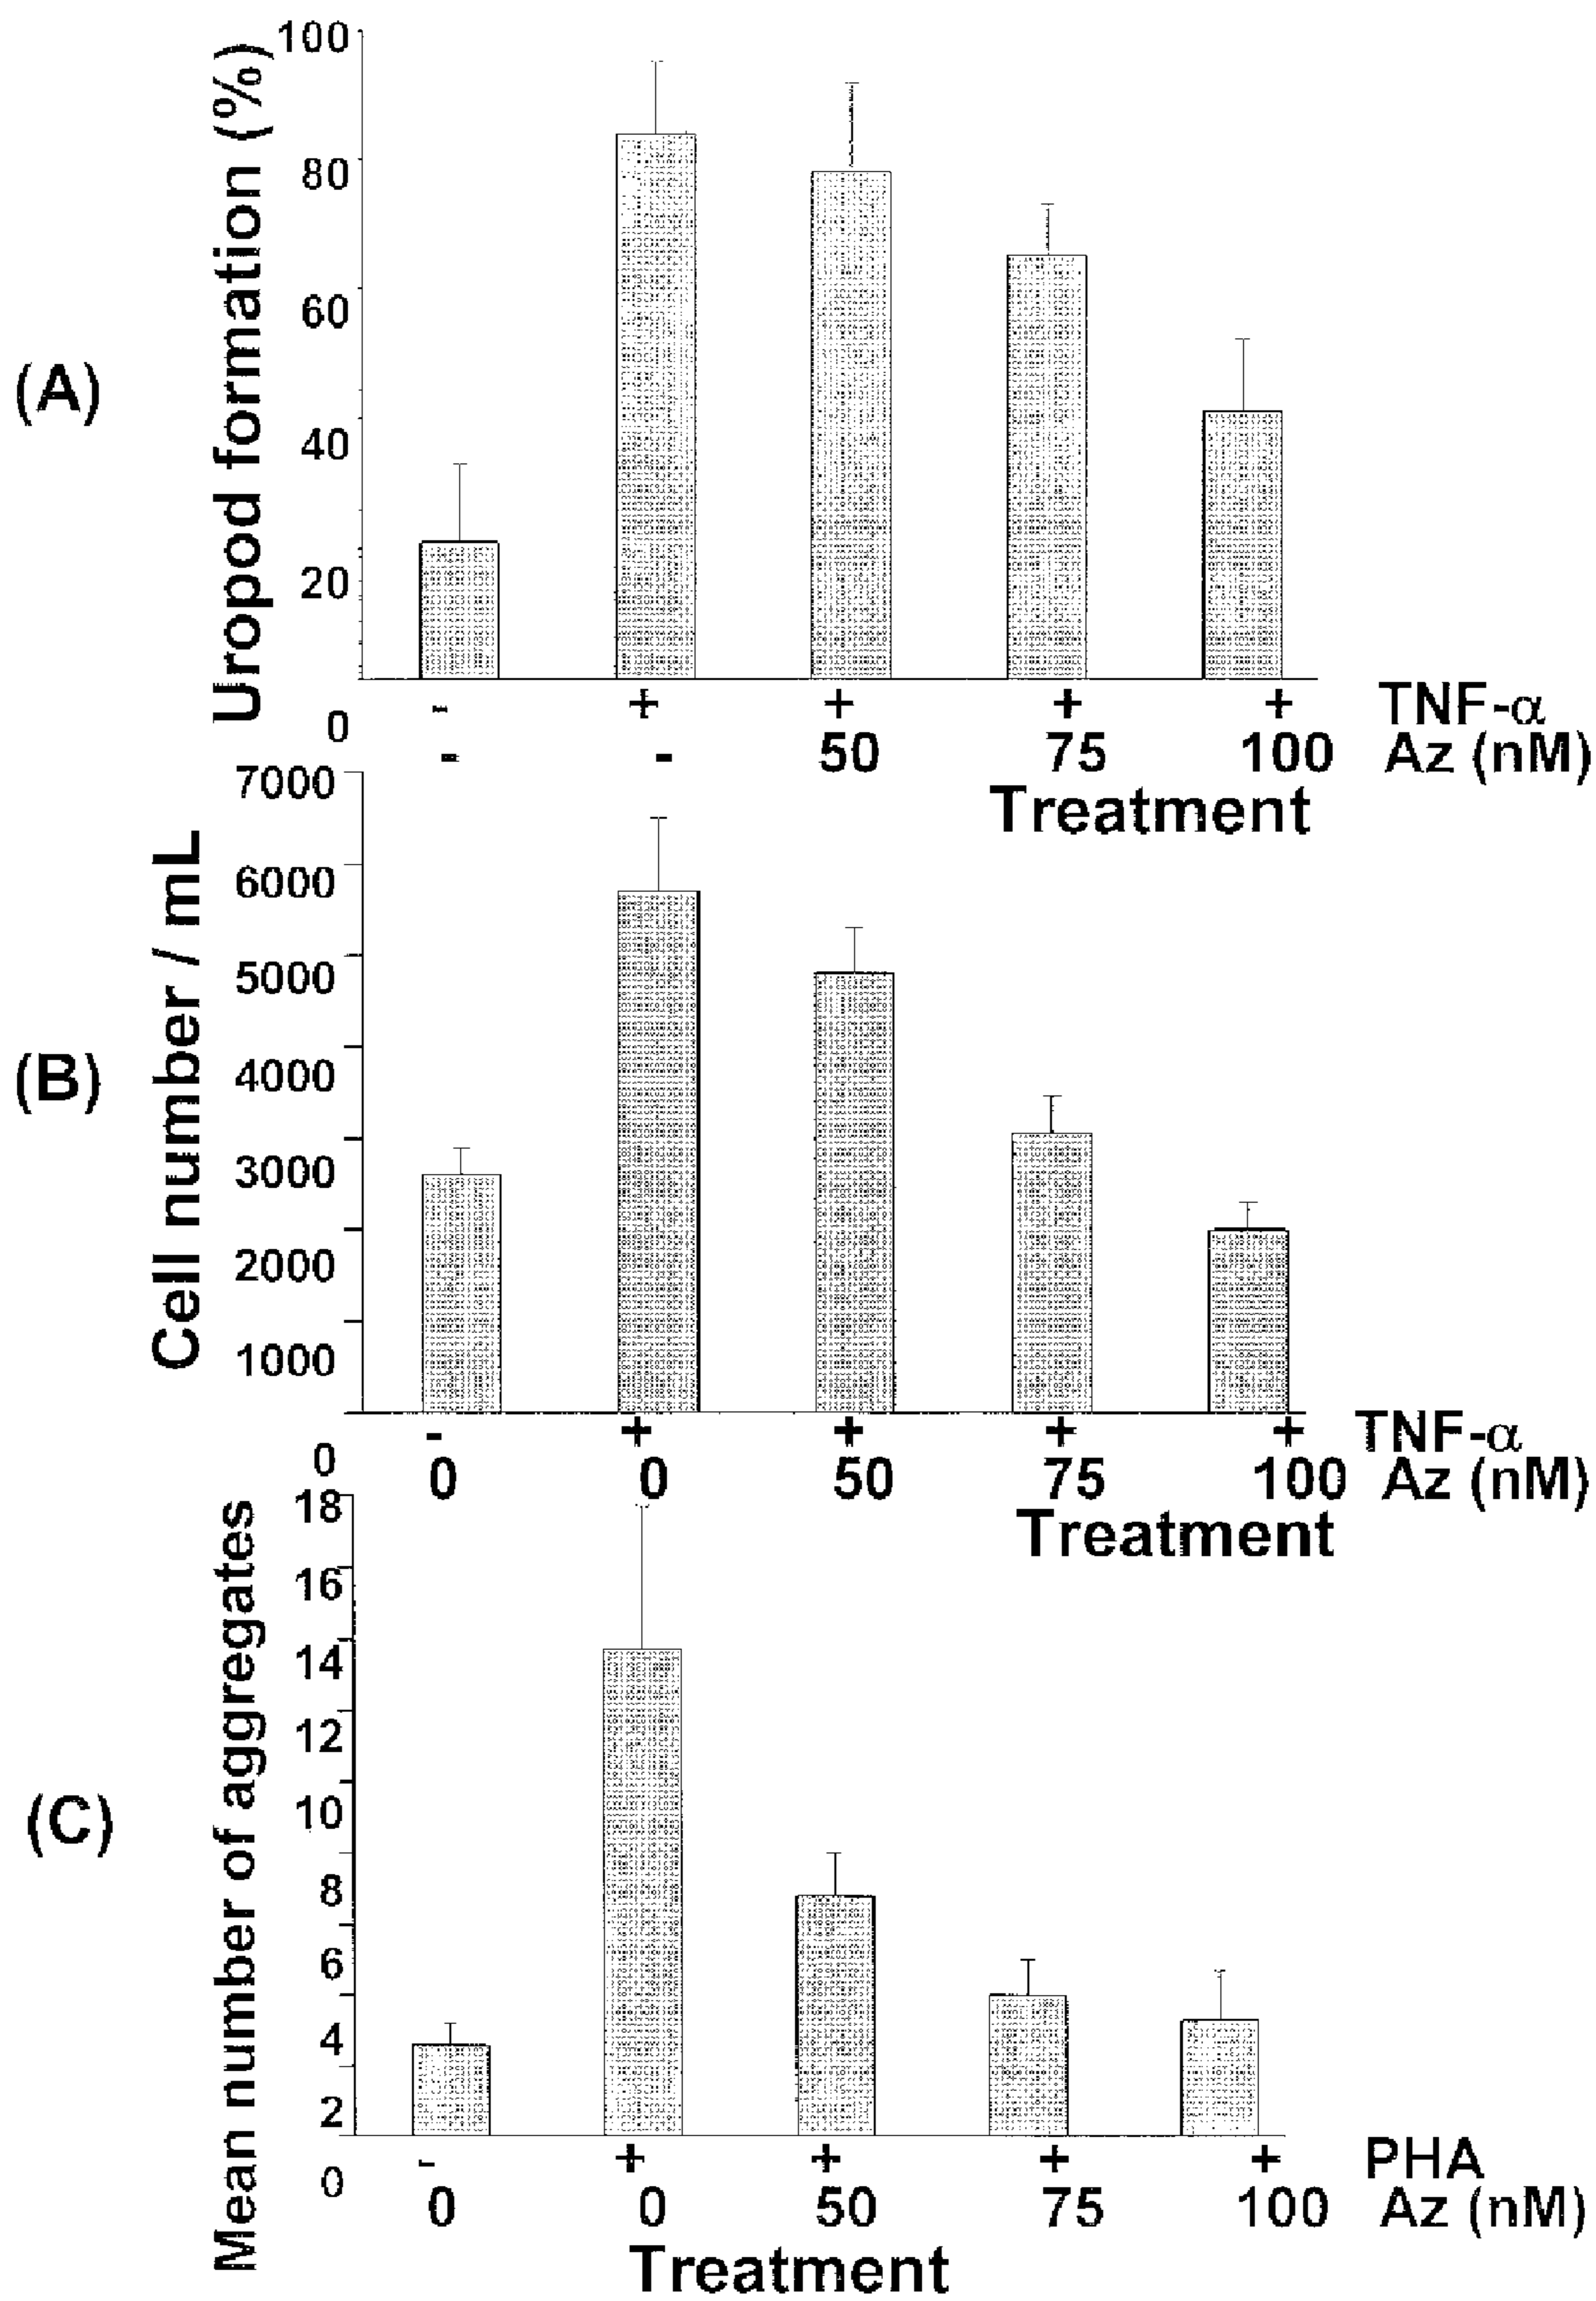 (A)
Uropod formation (%)
100
80
60
40
20
0
- + + + + TNF-α
- - 50 75 100 Az (nM)
Treatment
(B)
Cell number / mL
7000
6000
5000
4000
3000
2000
1000
0
- + + + + TNF-α
0 0 50 75 100 Az (nM)
Treatment
(C)
Mean number of aggregates
18
16
14
12
10
8
6
4
2
0
- + + + + PHA
0 0 50 75 100 Az (nM)
Treatment